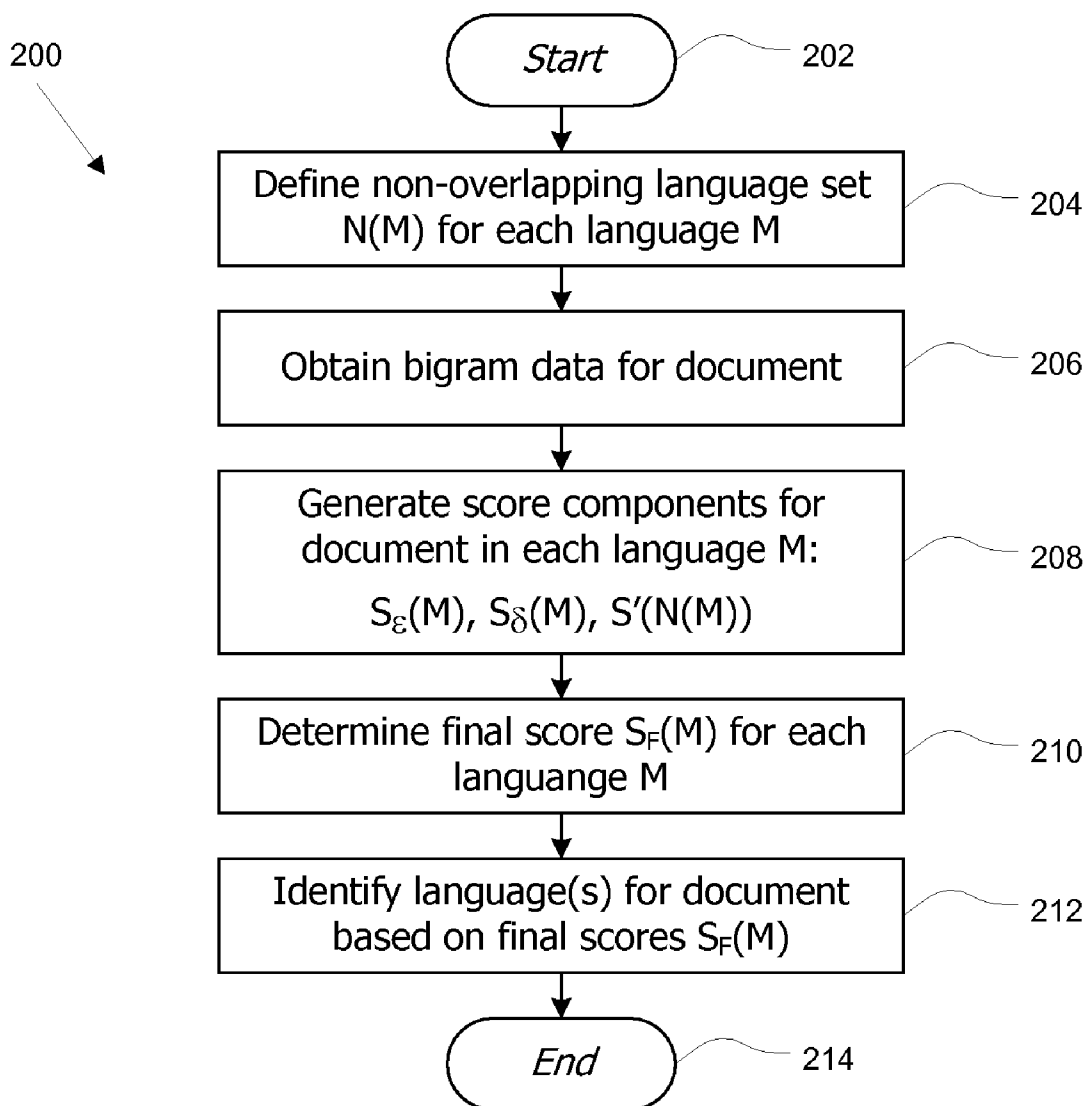 200
Start
202
Define non-overlapping language set
N(M) for each language M
204
Obtain bigram data for document
206
Generate score components for
document in each language M:
Sε(M), Sδ(M), S'(N(M))
208
Determine final score SF(M) for each
languange M
210
Identify language(s) for document
based on final scores SF(M)
212
End
214